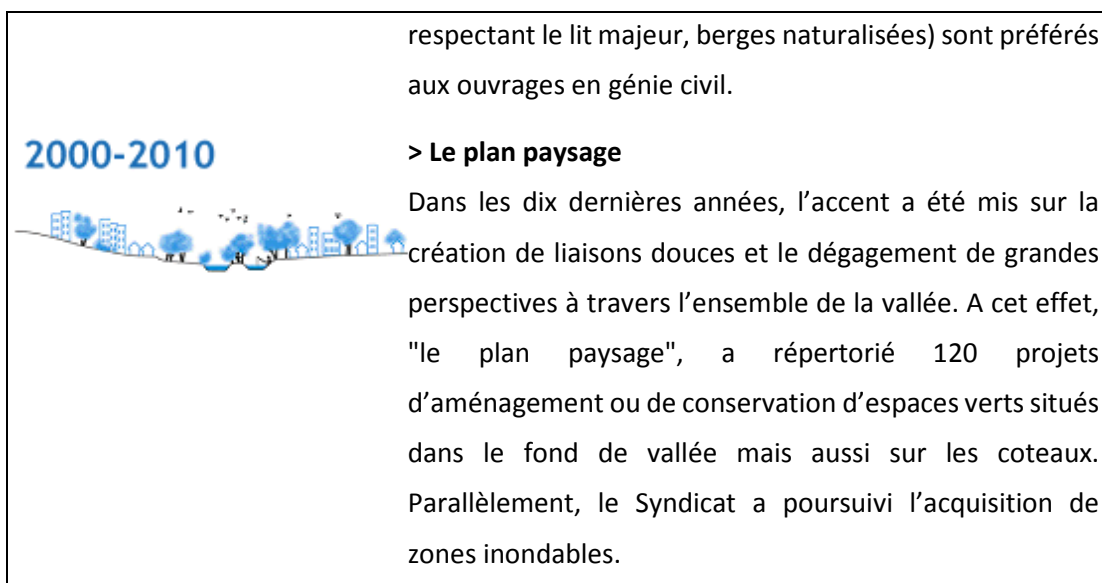 respectant le lit majeur, berges naturalisées) sont préférés
aux ouvrages en génie civil.
2000-2010
> Le plan paysage
Dans les dix dernières années, l’accent a été mis sur la
création de liaisons douces et le dégagement de grandes
perspectives à travers l’ensemble de la vallée. A cet effet,
"le plan paysage", a répertorié 120 projets
d’aménagement ou de conservation d’espaces verts situés
dans le fond de vallée mais aussi sur les coteaux.
Parallèlement, le Syndicat a poursuivi l’acquisition de
zones inondables.